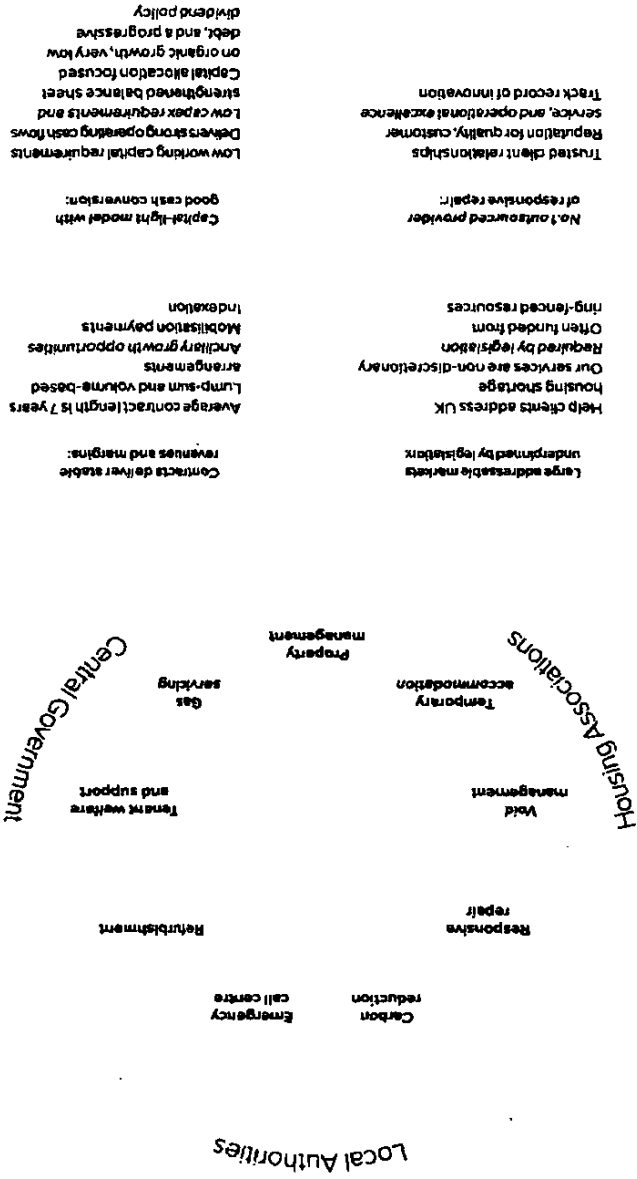 Local Authorities
Carbon
reduction
Emergency
call centre
Responsive
repair
Refurbishment
Void
management
Tenant welfare
and support
Housing Associations
Central Government
Temporary
accommodation
Gas
servicing
Property
management
Large addressable markets
underpinned by legislation:
Help clients address UK
housing shortage
Our services are non-discretionary
Required by legislation
Often funded from
ring-fenced resources
Contracts deliver stable
revenues and margins:
Average contract length is 7 years
Lump-sum and volume-based
arrangements
Ancillary growth opportunities
Mobilisation payments
Indexation
No.1 outsourced provider
of responsive repair:
Trusted client relationships
Reputation for quality, customer
service, and operational excellence
Track record of innovation
Capital-light model with
good cash conversion:
Low working capital requirements
Delivers strong operating cash flows
Low capex requirements and
strengthened balance sheet
Capital allocation focused
on organic growth, very low
debt, and a progressive
dividend policy